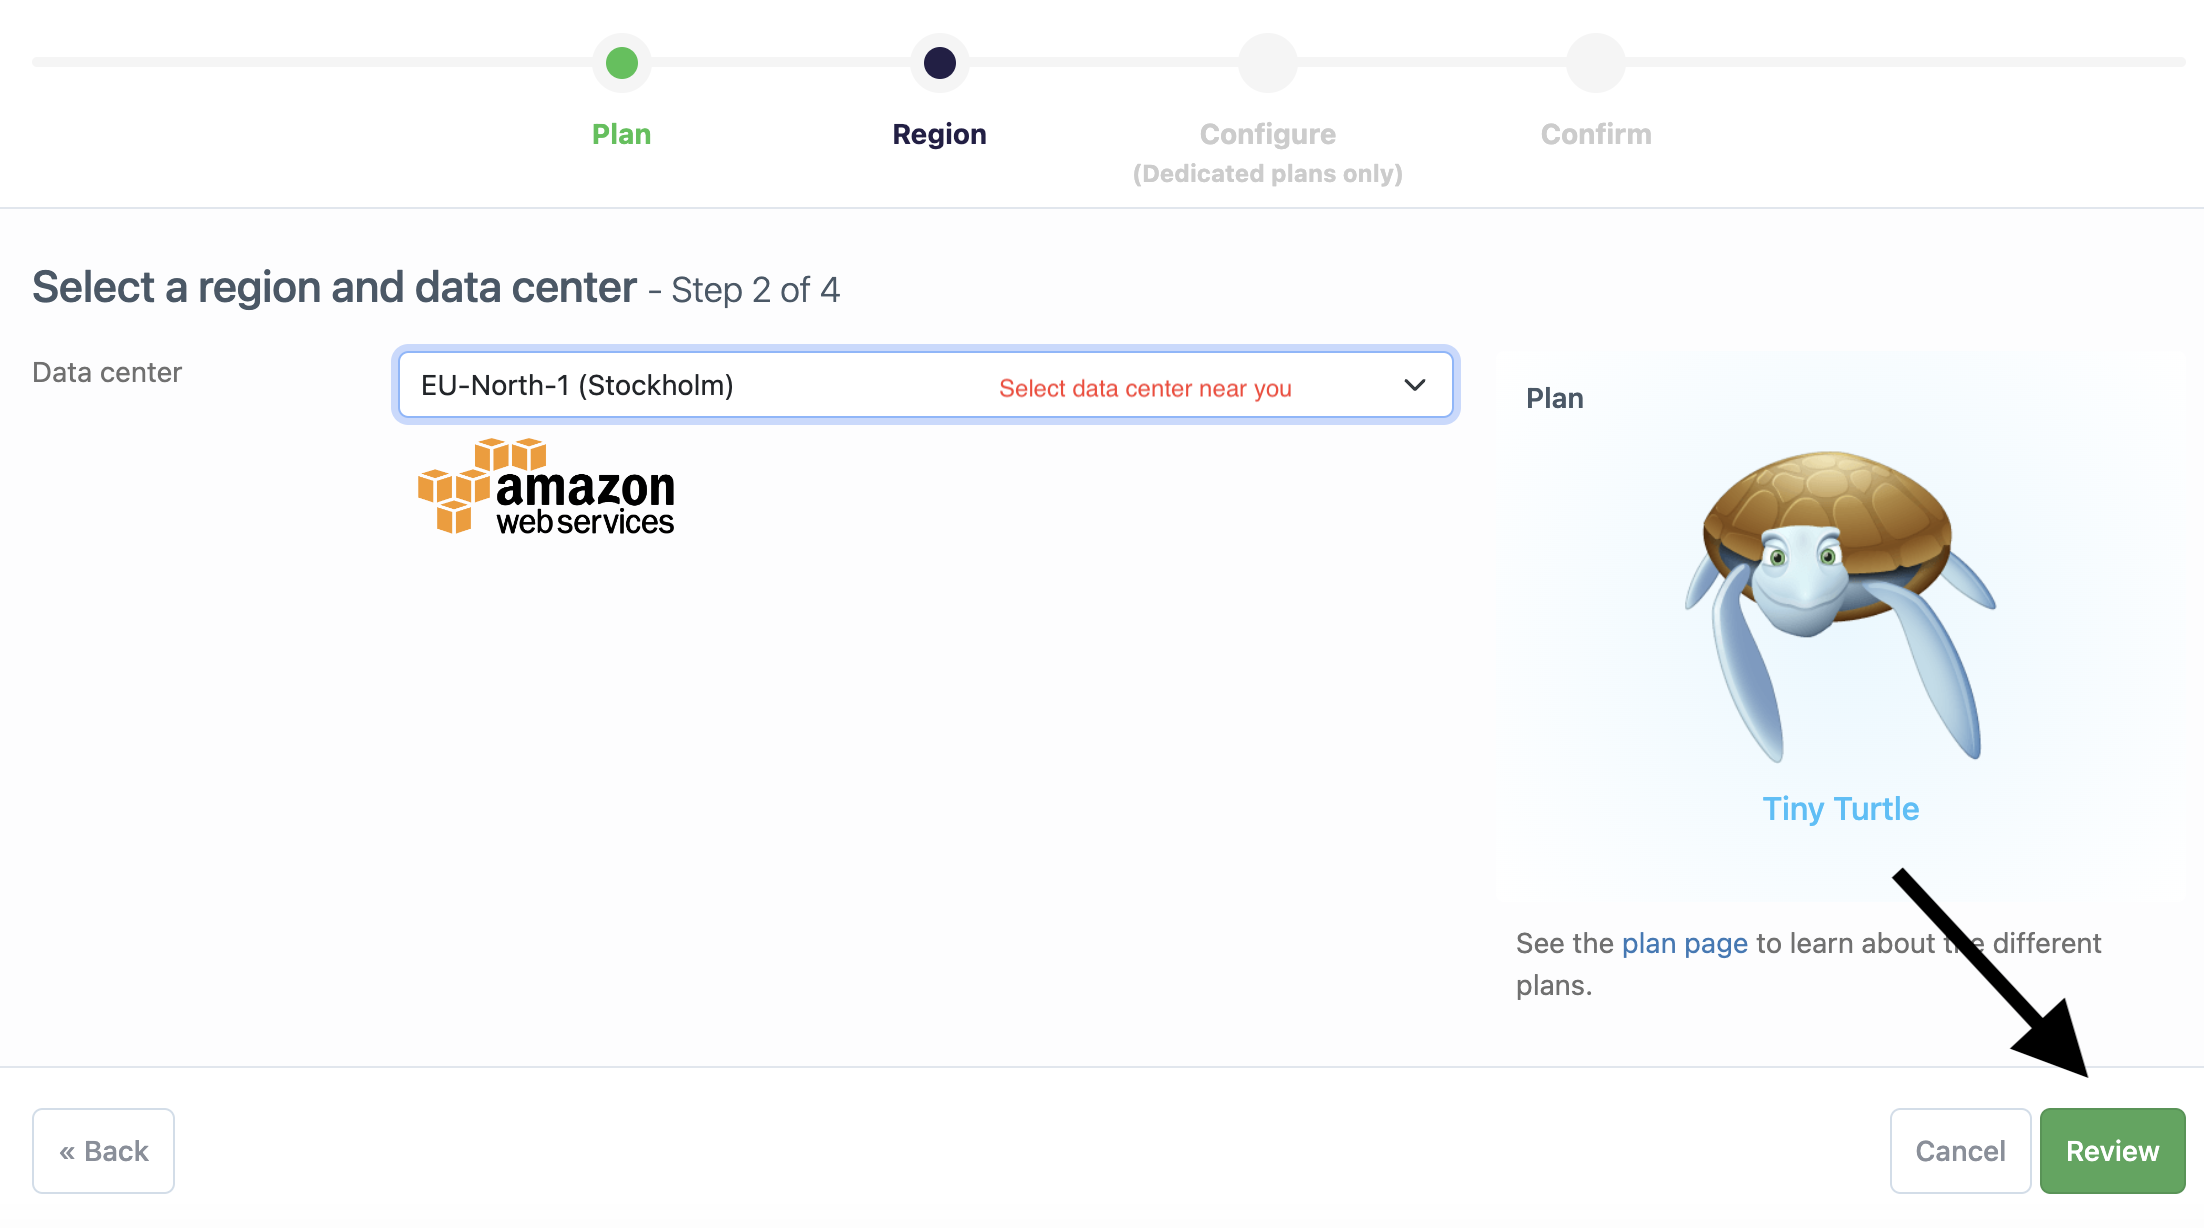 Plan
Region
Configure
(Dedicated plans only)
Confirm
Select a region and data center - Step 2 of 4
Data center
EU-North-1 (Stockholm)
Select data center near you
amazon
web services
Plan
Tiny Turtle
See the plan page to learn about the different
plans.
« Back
Cancel
Review